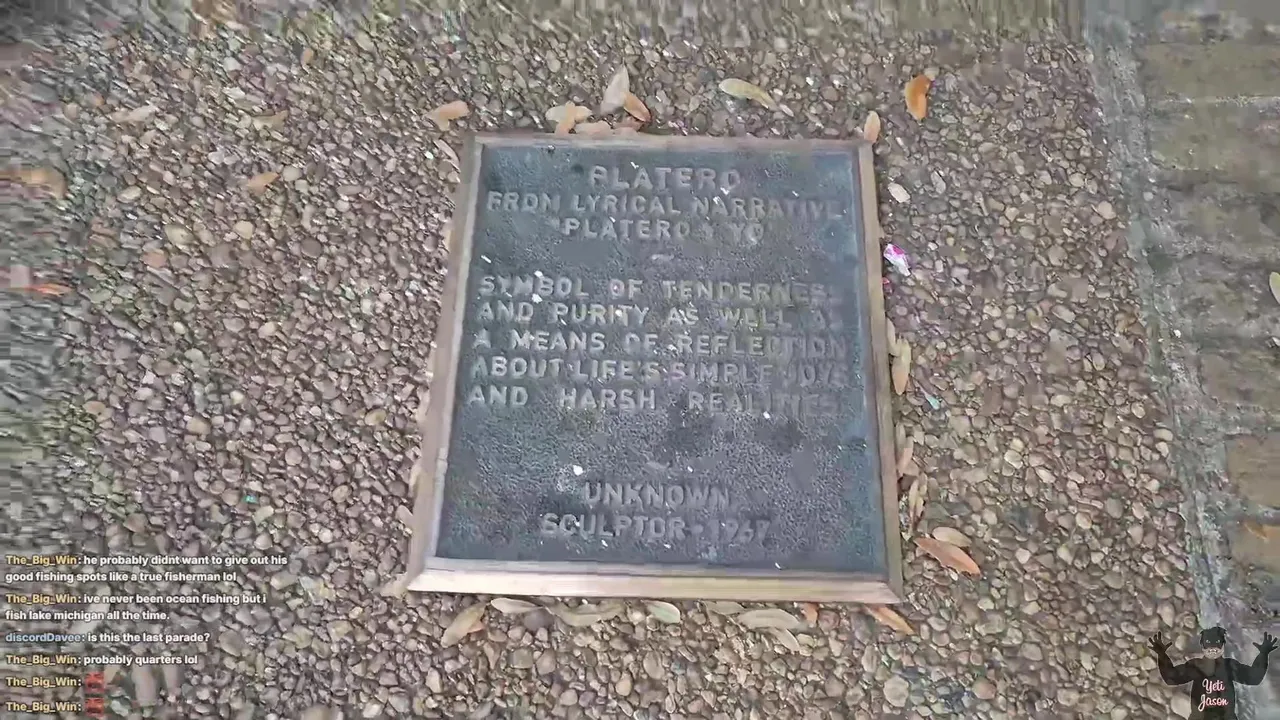 PLATERO
FROM LYRICAL NARRATIVE
"PLATERO Y YO"
SYMBOL OF TENDERNESS
AND PURITY AS WELL AS
A MEANS OF REFLECTION
ABOUT LIFE'S SIMPLE JOYS
AND HARSH REALITIES.
UNKNOWN
SCULPTOR - 1967
The_Big_Win: he probably didnt want to give out his
good fishing spots like a true fisherman lol
The_Big_Win: ive never been ocean fishing but i
fish lake michigan all the time.
discordDavee: is this the last parade?
The_Big_Win: probably quarters lol
The_Big_Win:
The_Big_Win:
Yeti
Jason